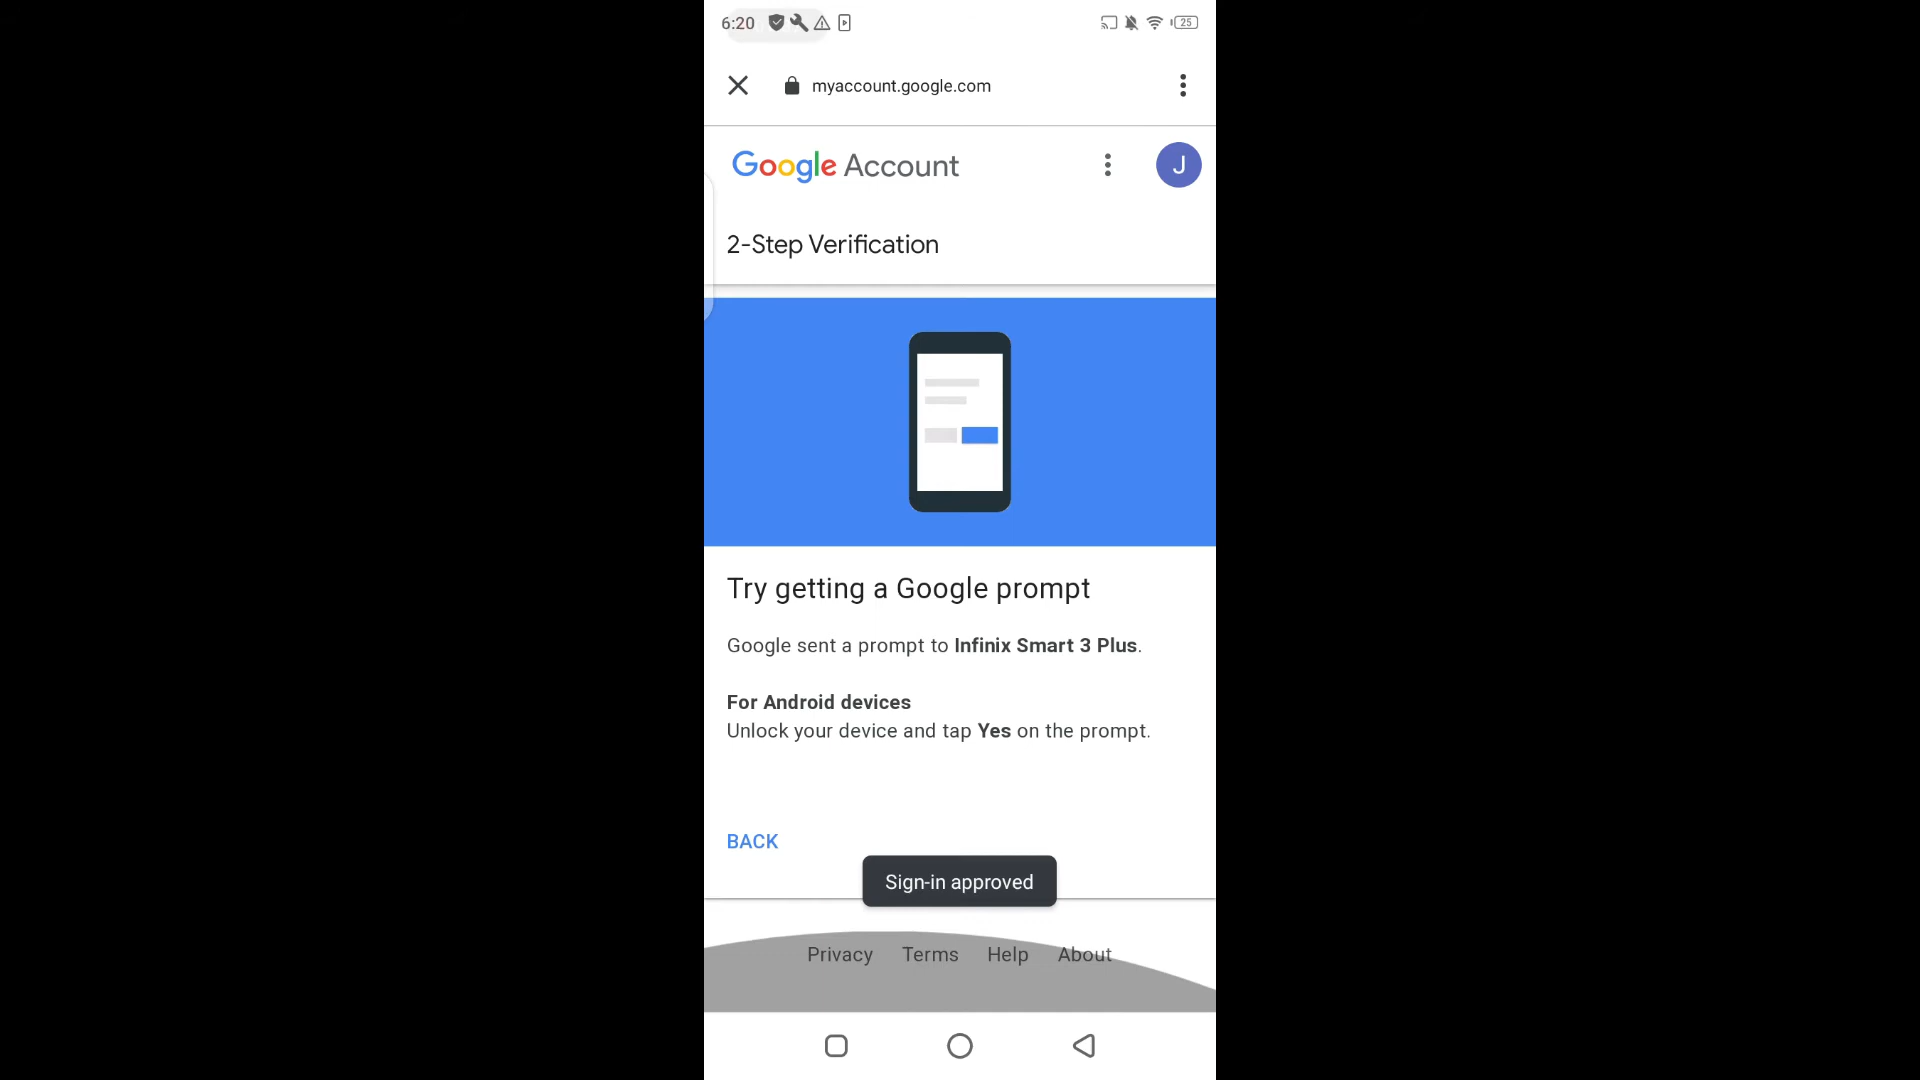 6:20
25
myaccount.google.com
Google Account
J
2-Step Verification
Try getting a Google prompt
Google sent a prompt to Infinix Smart 3 Plus.
For Android devices
Unlock your device and tap Yes on the prompt.
BACK
Sign-in approved
Privacy Terms Help About